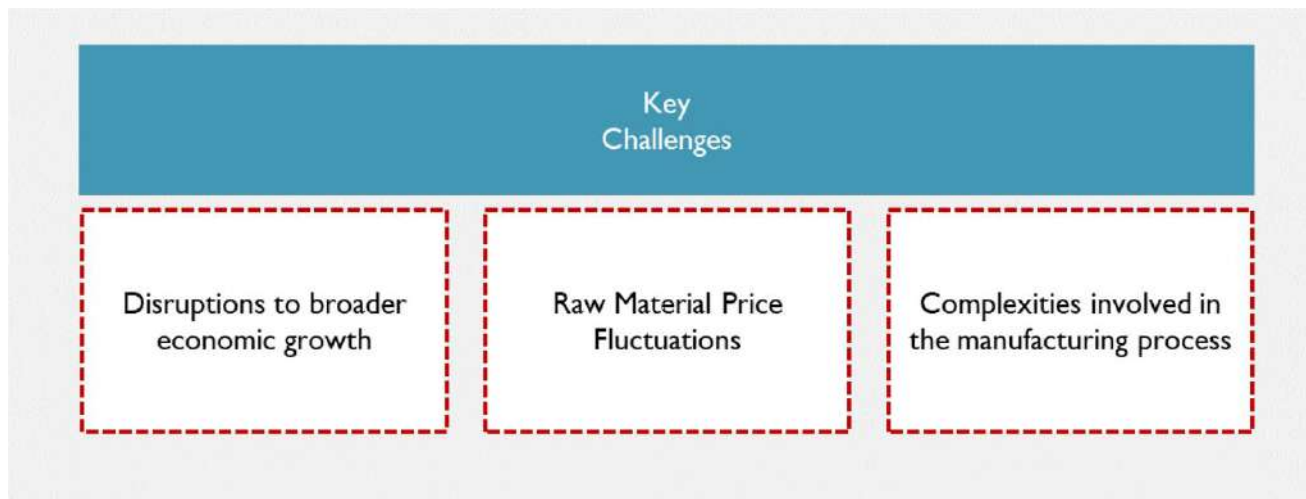 Key
Challenges
Disruptions to broader
economic growth
Raw Material Price
Fluctuations
Complexities involved in
the manufacturing process